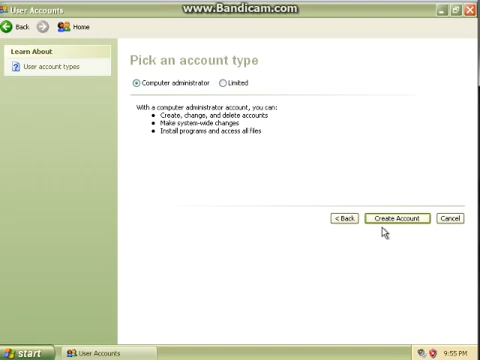 www.Bandicam.com
User Accounts
Back
Home
Learn About
User account types
Pick an account type
Computer administrator
Limited
With a computer administrator account, you can:
• Create, change, and delete accounts
• Make system-wide changes
• Install programs and access all files
< Back
Create Account
Cancel
start
User Accounts
9:55 PM